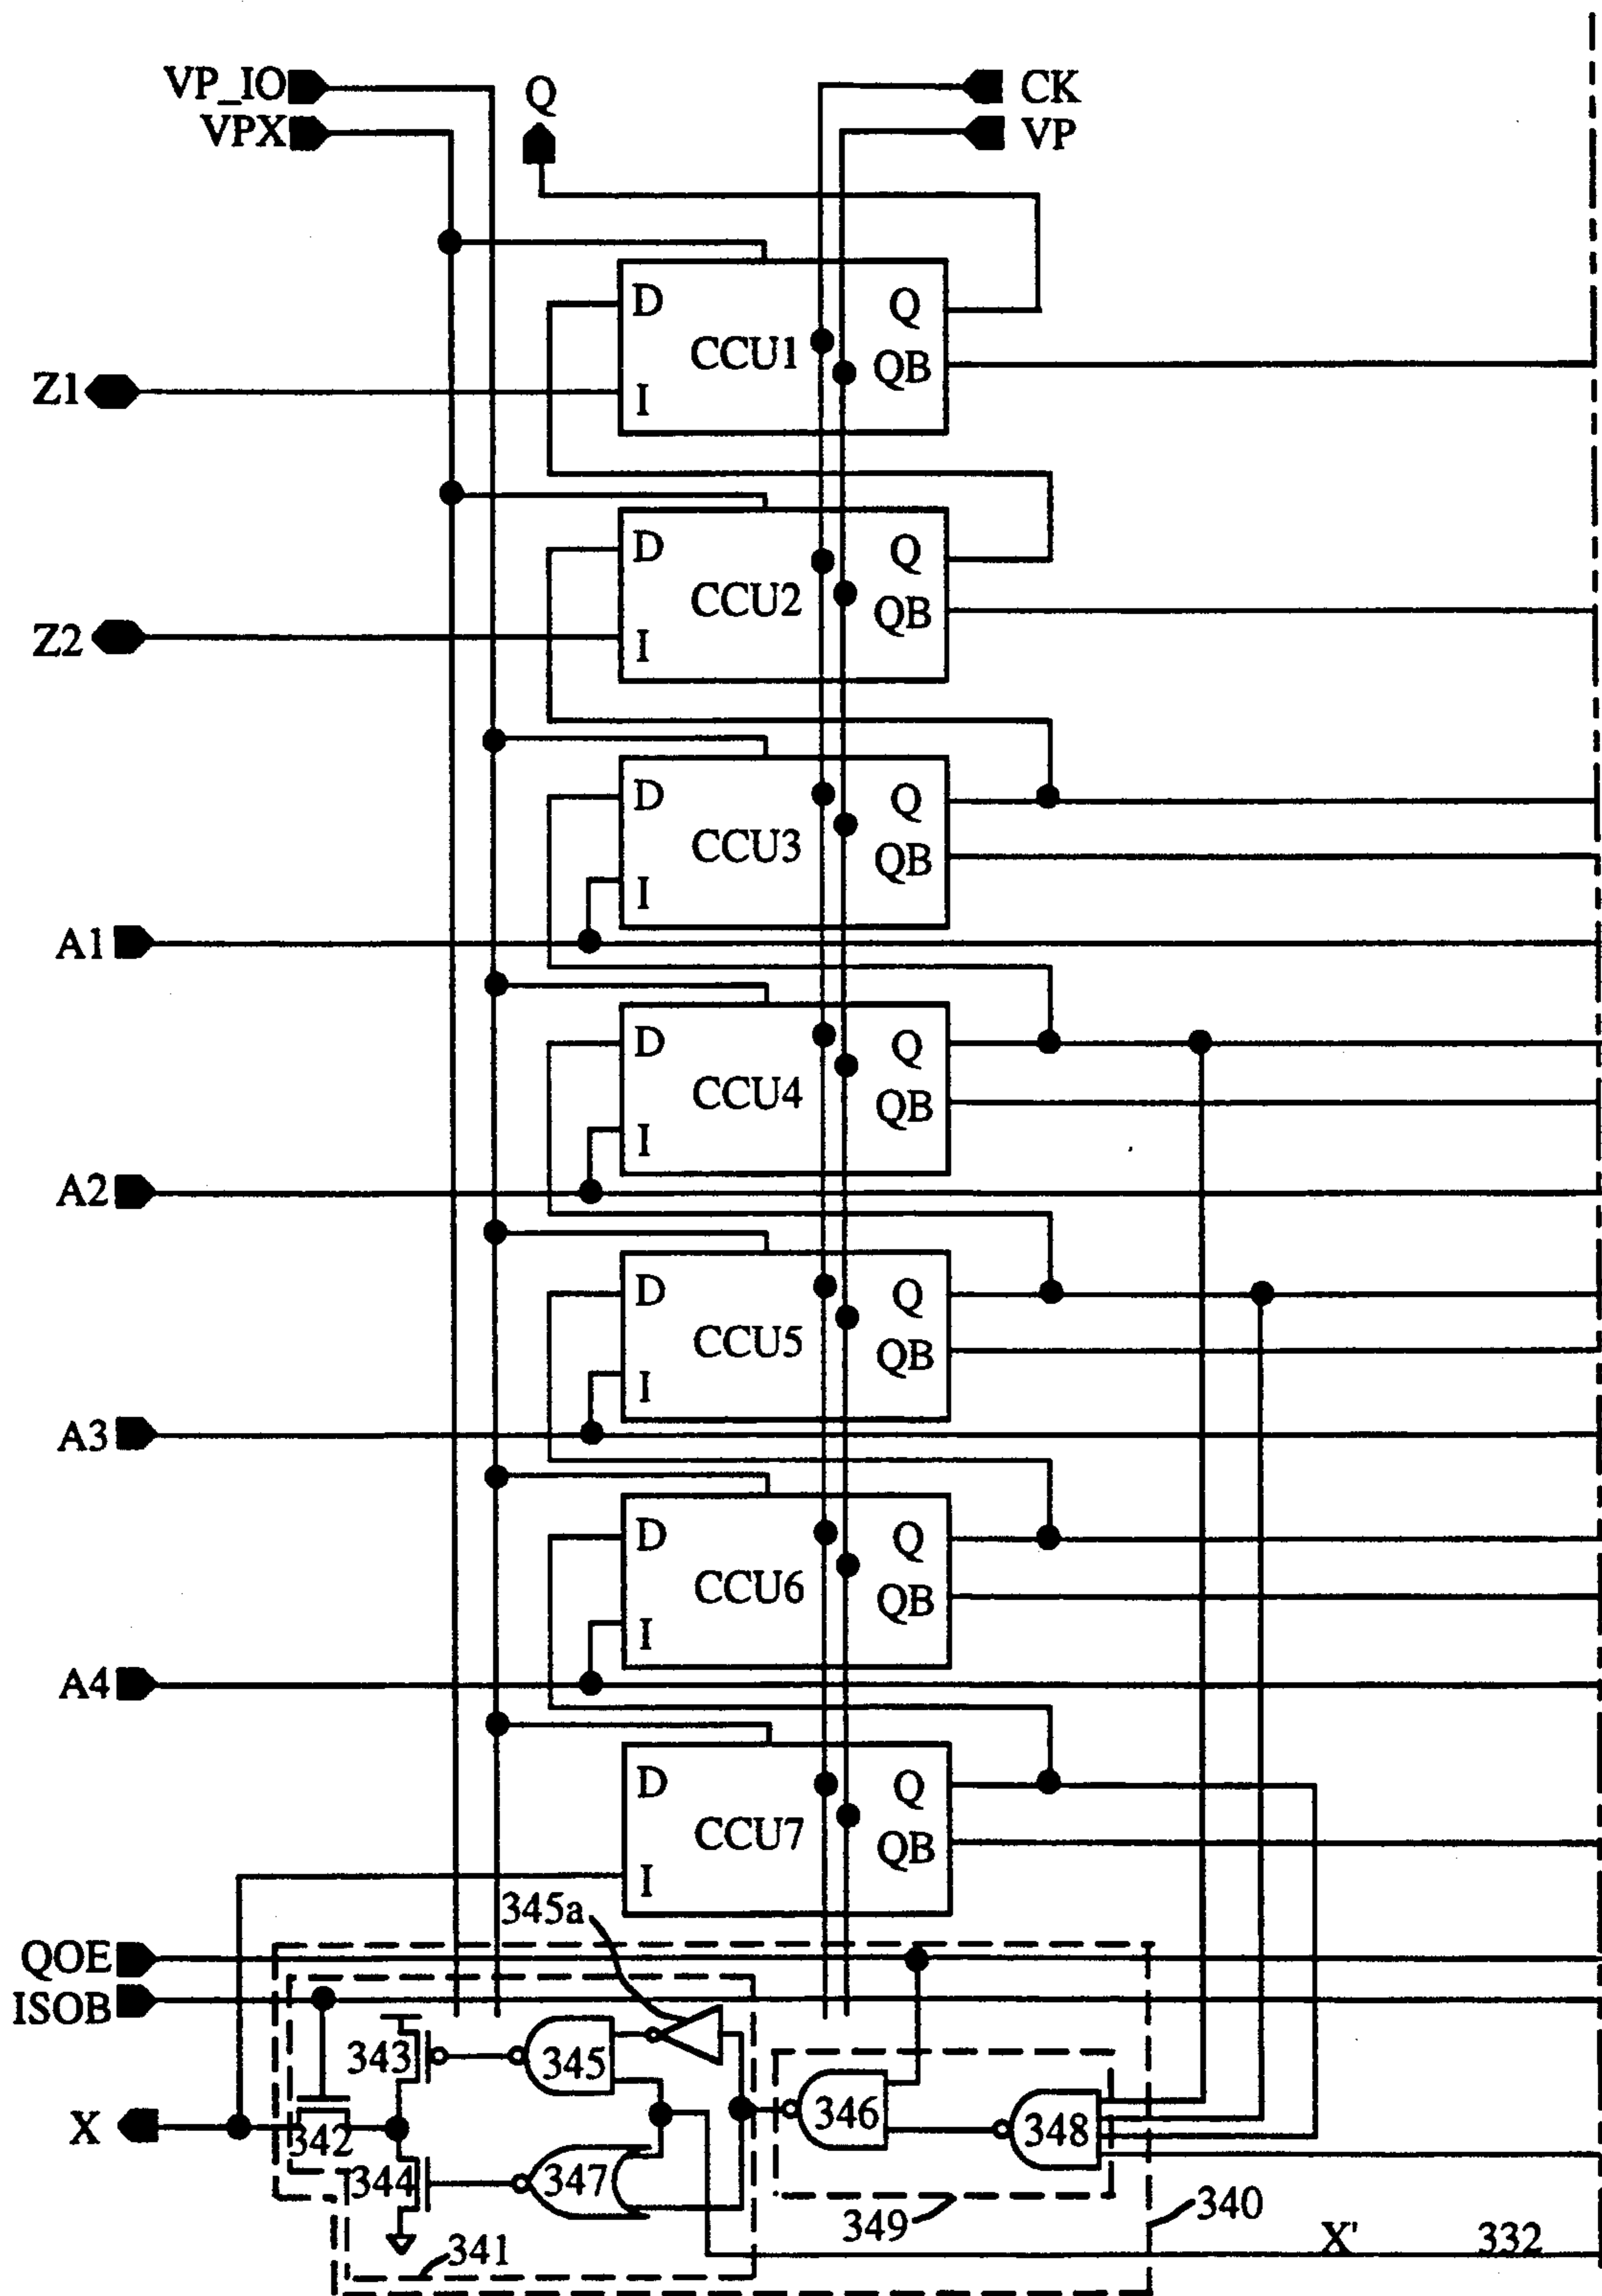 VP_IO
VPX
Q
CK
VP
D
Q
CCU1
QB
Z1
I
D
Q
CCU2
QB
Z2
I
D
Q
CCU3
QB
I
A1
D
Q
CCU4
QB
I
A2
D
Q
CCU5
QB
I
A3
D
Q
CCU6
QB
I
A4
D
Q
CCU7
QB
I
345a
QOE
ISOB
343
345
346
348
X
342
344
347
349
340
341
X'
332